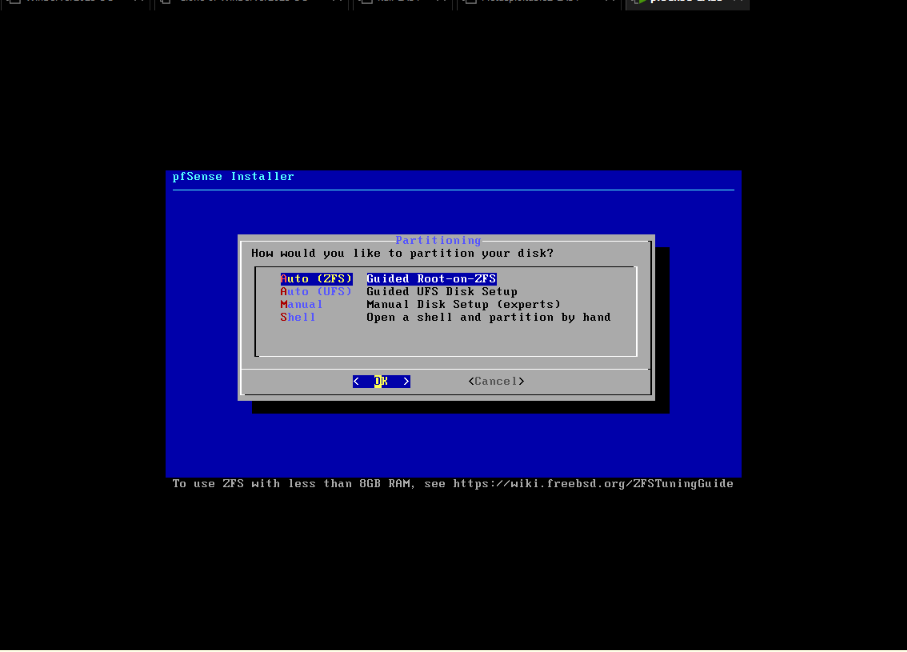 pfSense Installer
Partitioning
How would you like to partition your disk?
Auto (ZFS) Guided Root-on-ZFS
Auto (UFS) Guided UFS Disk Setup
Manual Manual Disk Setup (experts)
Shell Open a shell and partition by hand
< OK > <Cancel>
To use ZFS with less than 8GB RAM, see https://wiki.freebsd.org/ZFSTuningGuide